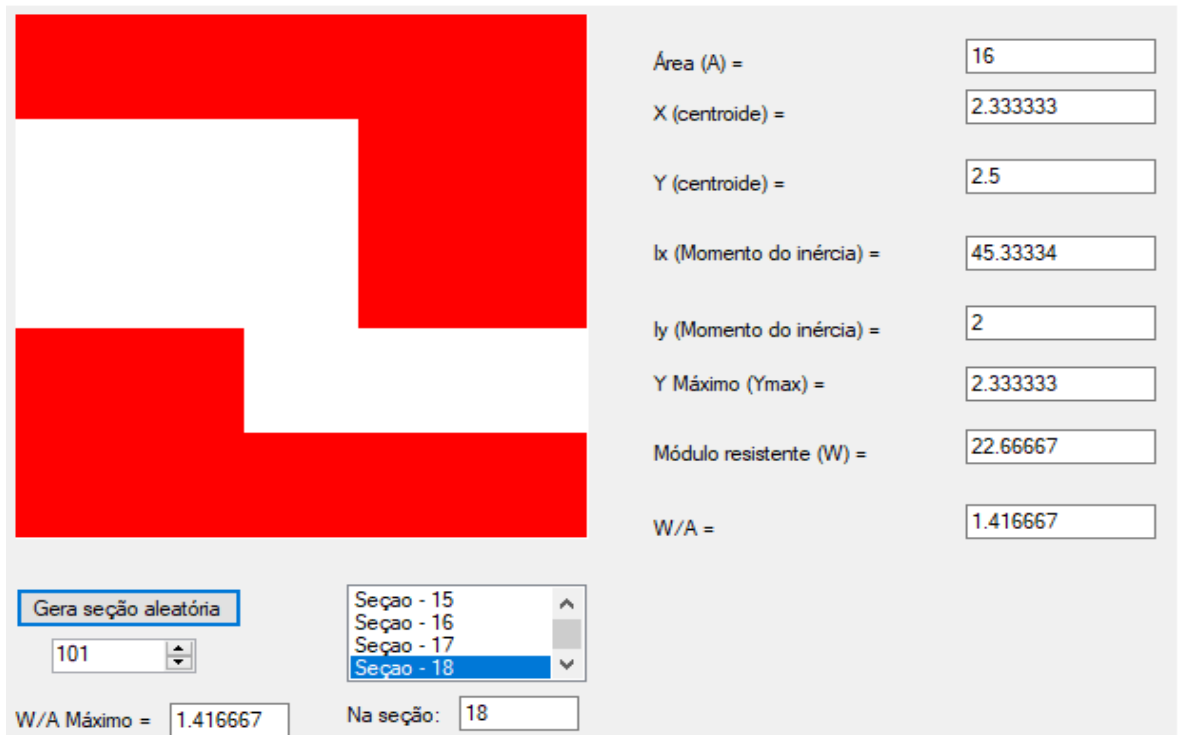 Área (A) = 16
X (centroide) = 2.333333
Y (centroide) = 2.5
Ix (Momento do inércia) = 45.33334
Iy (Momento do inércia) = 2
Y Máximo (Ymax) = 2.333333
Módulo resistente (W) = 22.66667
W/A = 1.416667
Gera seção aleatória
101
Seçao - 15
Seçao - 16
Seçao - 17
Seçao - 18
W/A Máximo = 1.416667
Na seção: 18